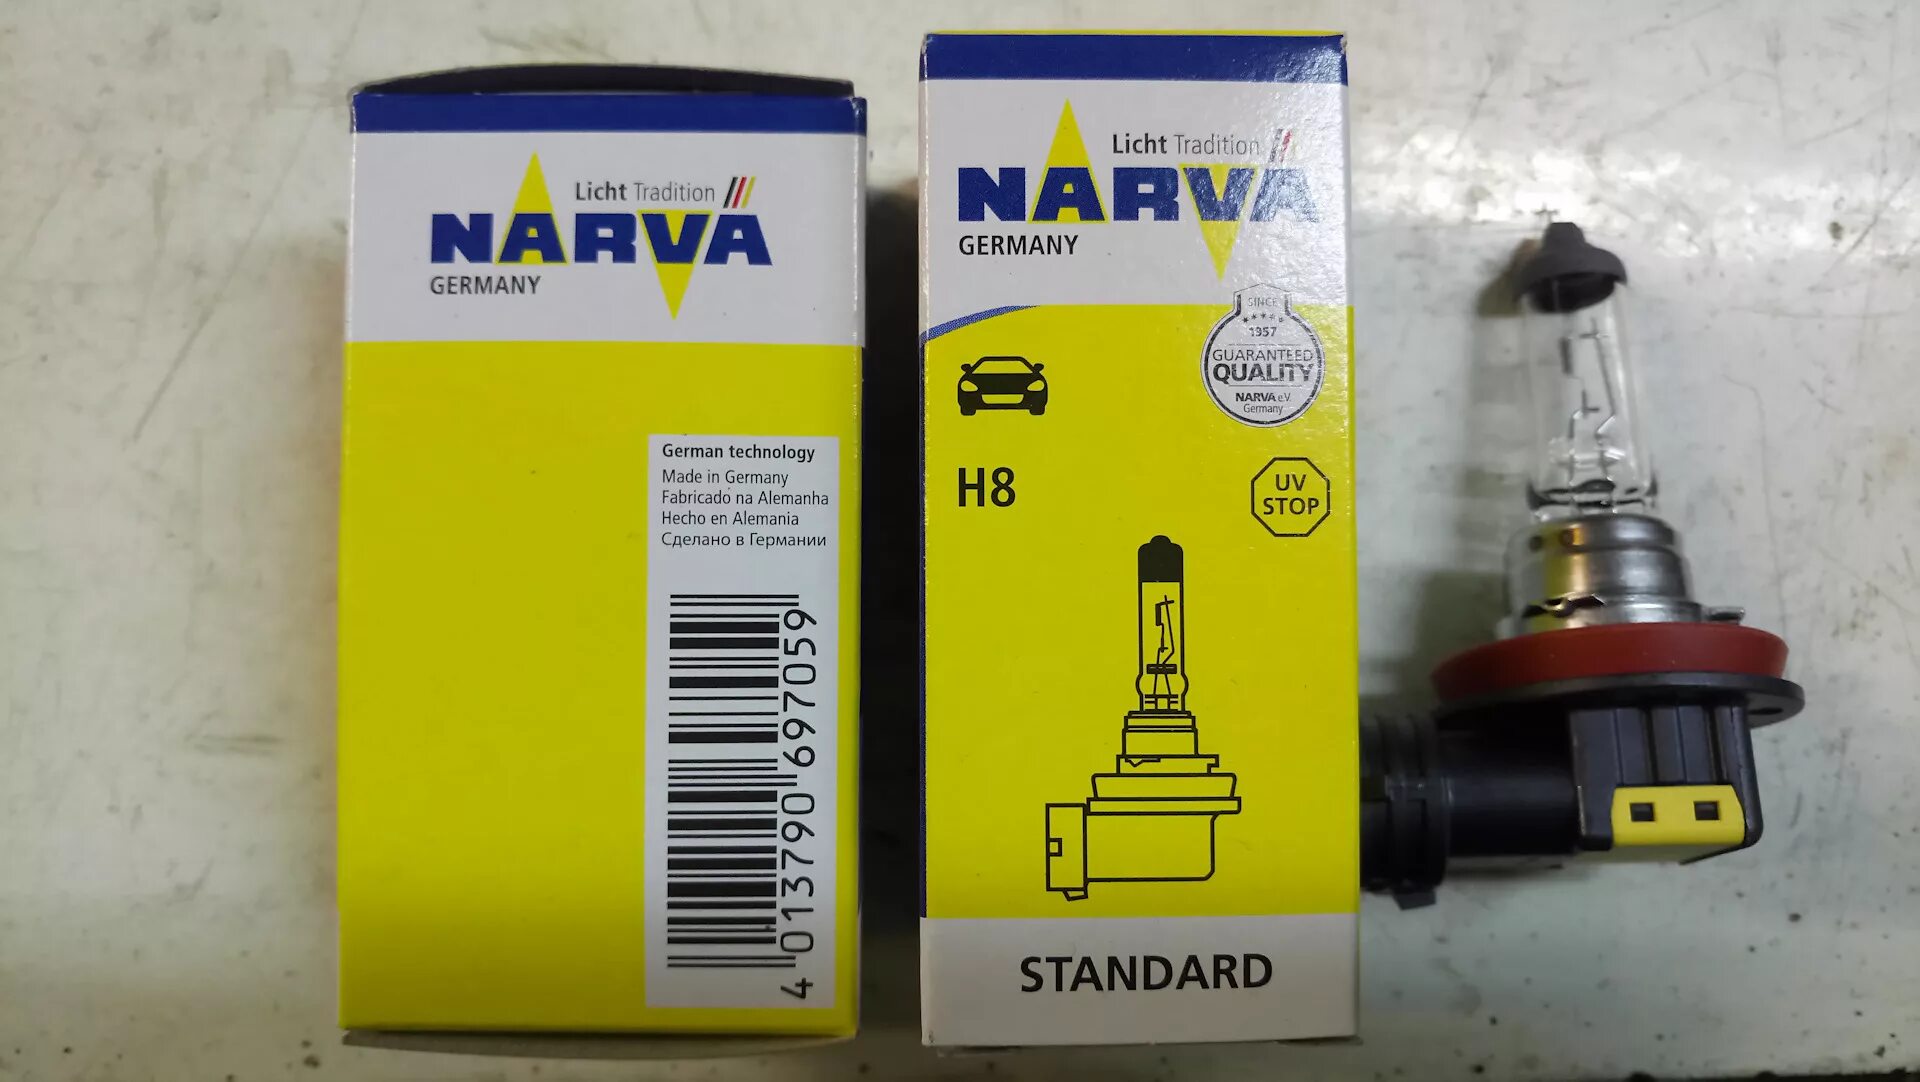 Licht Tradition
NARVA
GERMANY
German technology
Made in Germany
Fabricado na Alemanha
Hecho en Alemania
Сделано в Германии
4 013790 697059
Licht Tradition
NARVA
GERMANY
SINCE
1957
GUARANTEED
QUALITY
NARVA e.V.
Germany
H8
UV
STOP
STANDARD